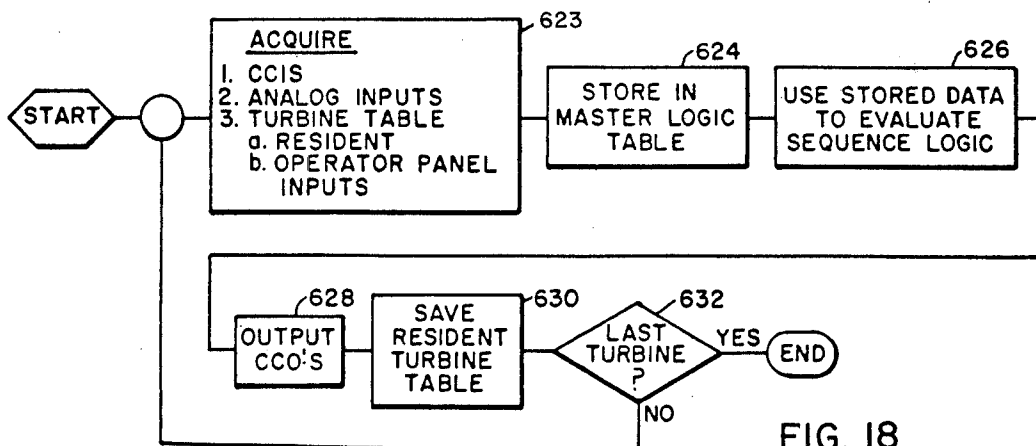 START
623
ACQUIRE
1. CCIS
2. ANALOG INPUTS
3. TURBINE TABLE
a. RESIDENT
b. OPERATOR PANEL
INPUTS
624
STORE IN
MASTER LOGIC
TABLE
626
USE STORED DATA
TO EVALUATE
SEQUENCE LOGIC
628
OUTPUT
CCO'S
630
SAVE
RESIDENT
TURBINE
TABLE
632
LAST
TURBINE
?
YES
END
NO
FIG. 18